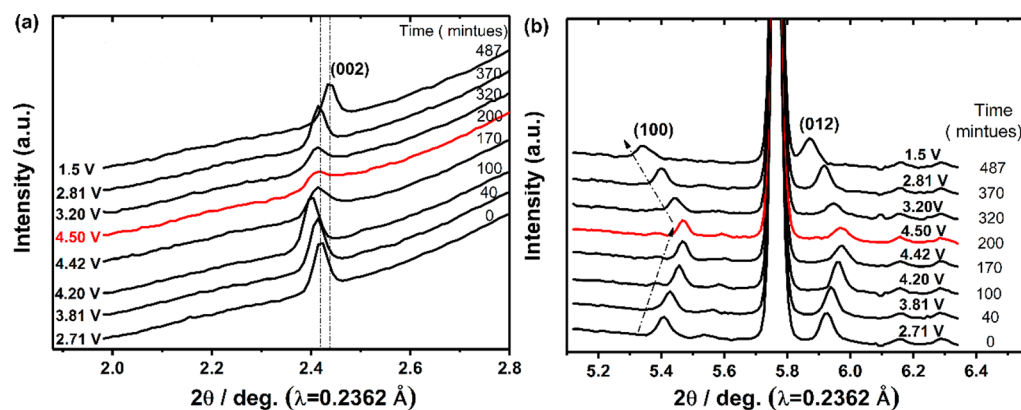 (a)
Time ( mintues)
487
(002)
370
320
200
170
100
40
0
1.5 V
2.81 V
3.20 V
4.50 V
4.42 V
4.20 V
3.81 V
2.71 V
Intensity (a.u.)
2.0 2.2 2.4 2.6 2.8
2θ / deg. (λ=0.2362 Å)
(b)
(100)
(012)
Time
( mintues)
1.5 V
487
2.81 V
370
3.20V
320
4.50 V
200
4.42 V
170
4.20 V
100
3.81 V
40
2.71 V
0
Intensity (a.u.)
5.2 5.4 5.6 5.8 6.0 6.2 6.4
2θ / deg. (λ=0.2362 Å)